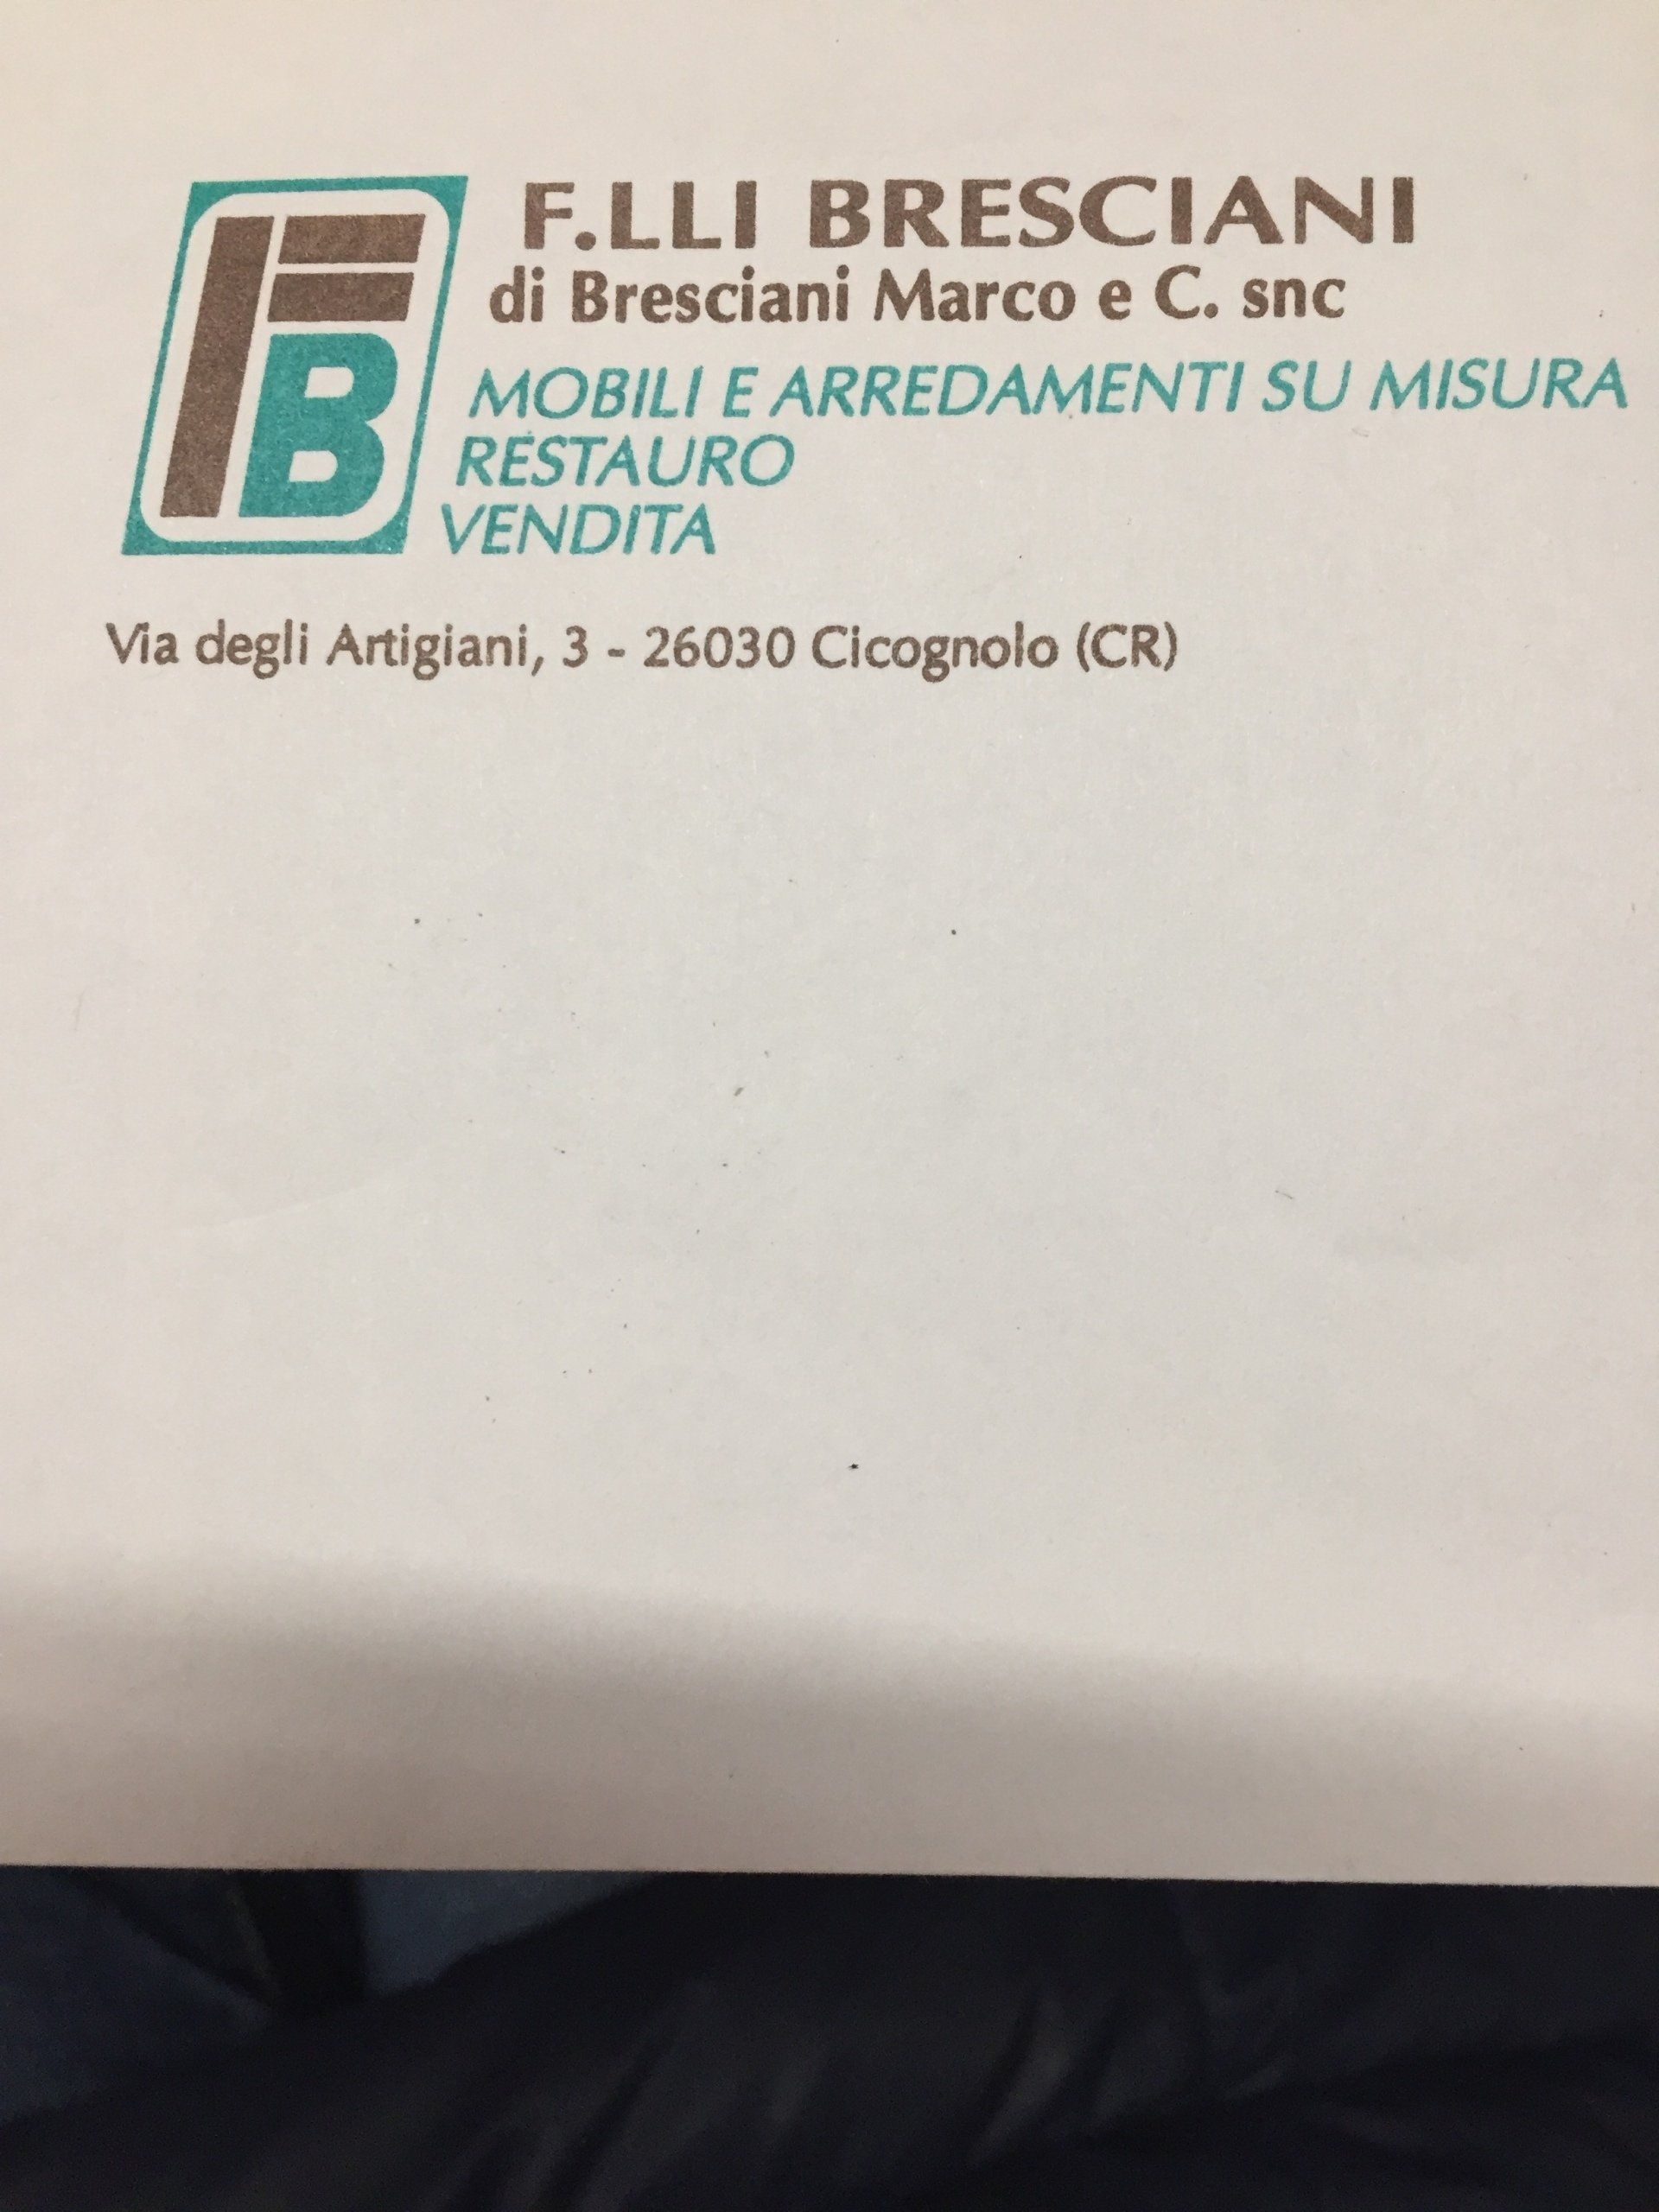 FB
F.LLI BRESCIANI
di Bresciani Marco e C. snc
MOBILI E ARREDAMENTI SU MISURA
RESTAURO
VENDITA
Via degli Artigiani, 3 - 26030 Cicognolo (CR)